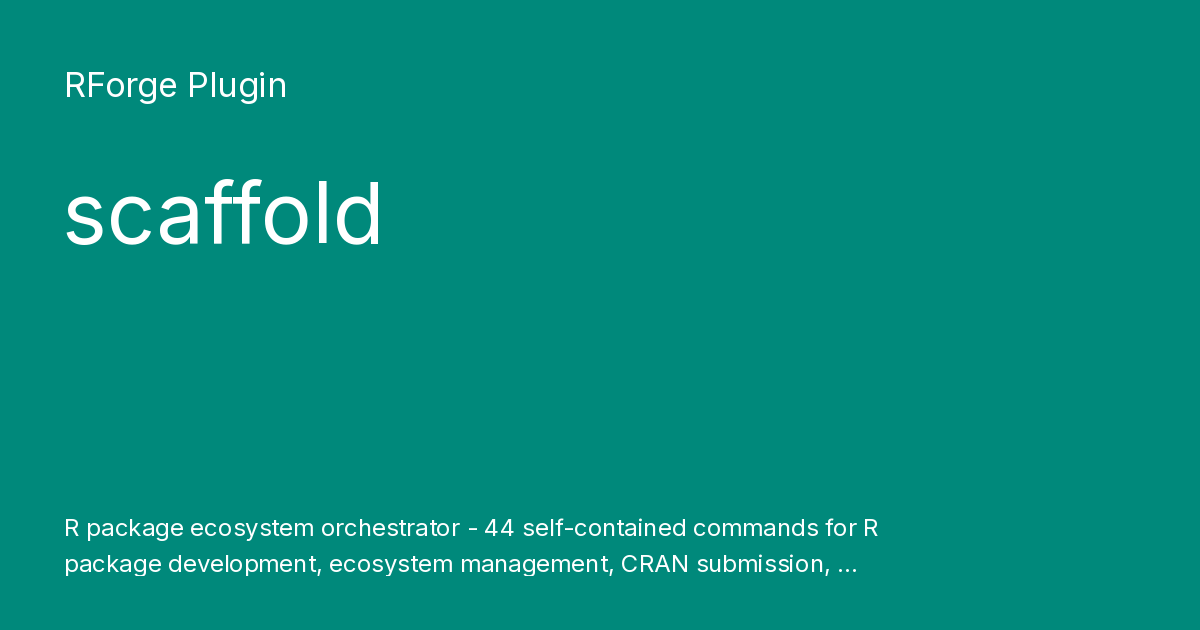 RForge Plugin
scaffold
R package ecosystem orchestrator - 44 self-contained commands for R
package development, ecosystem management, CRAN submission, ...